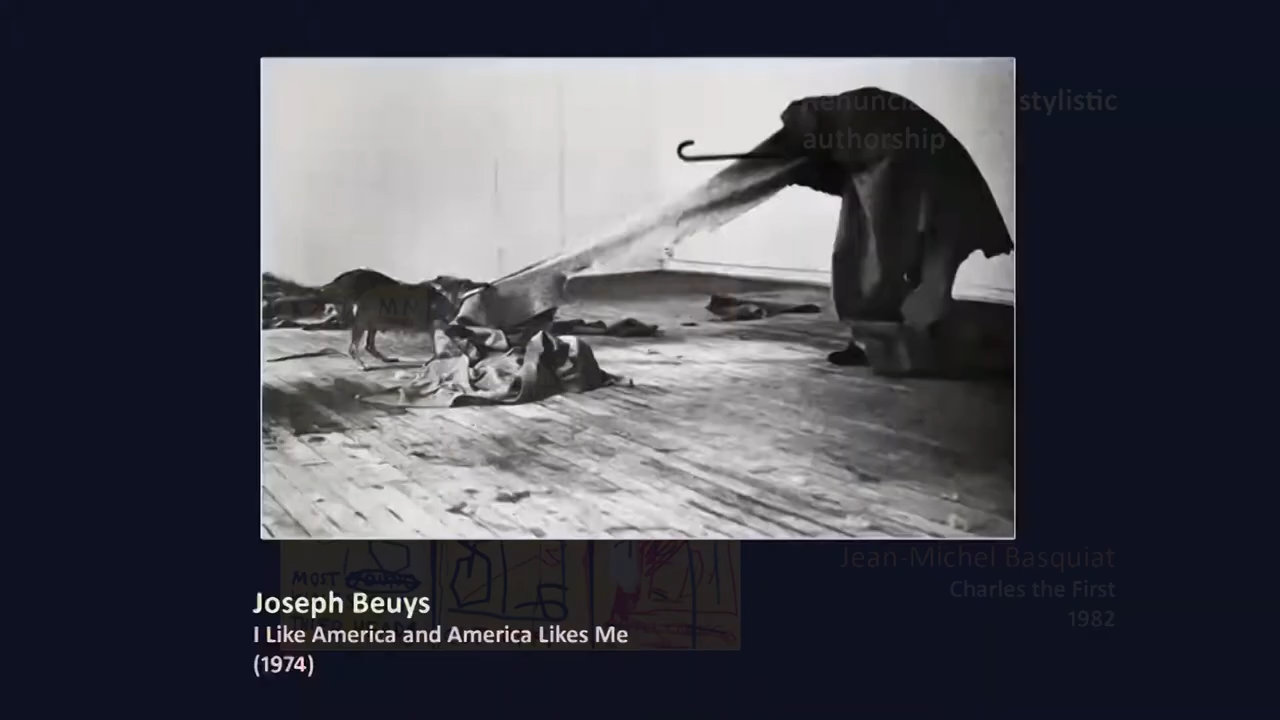 stylistic
authorship
MOST
Jean-Michel Basquiat
Charles the First
1982
Joseph Beuys
I Like America and America Likes Me
(1974)